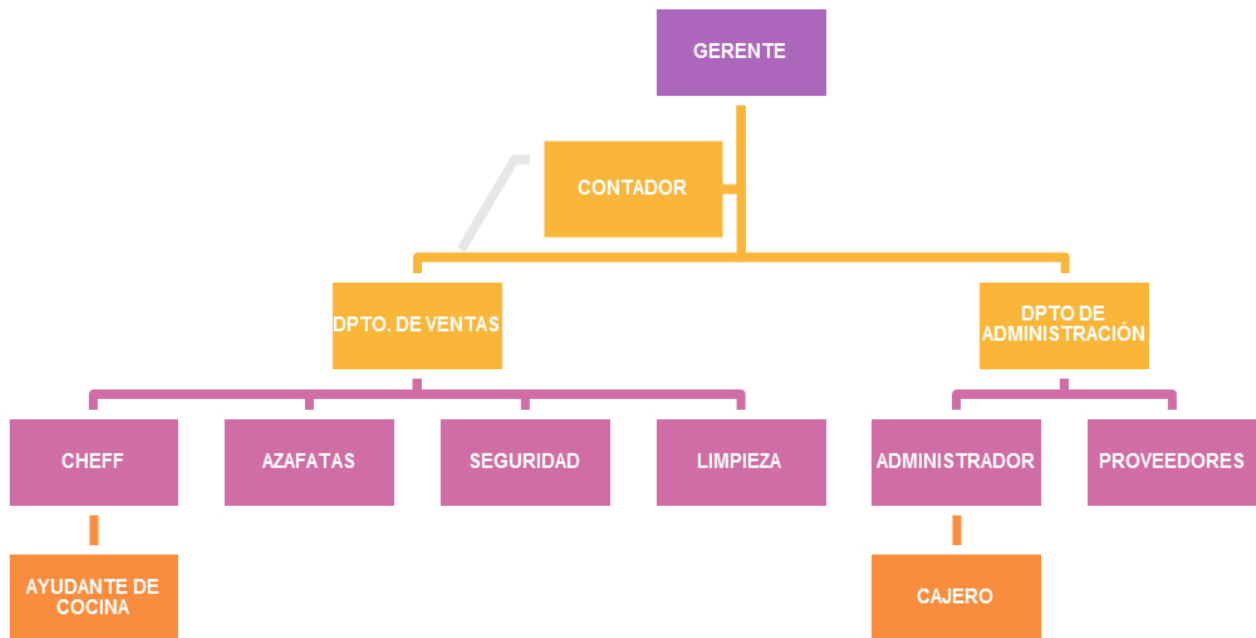 GERENTE
CONTADOR
DPTO. DE VENTAS
DPTO DE
ADMINISTRACIÓN
CHEFF
AZAFATAS
SEGURIDAD
LIMPIEZA
ADMINISTRADOR
PROVEEDORES
AYUDANTE DE
COCINA
CAJERO